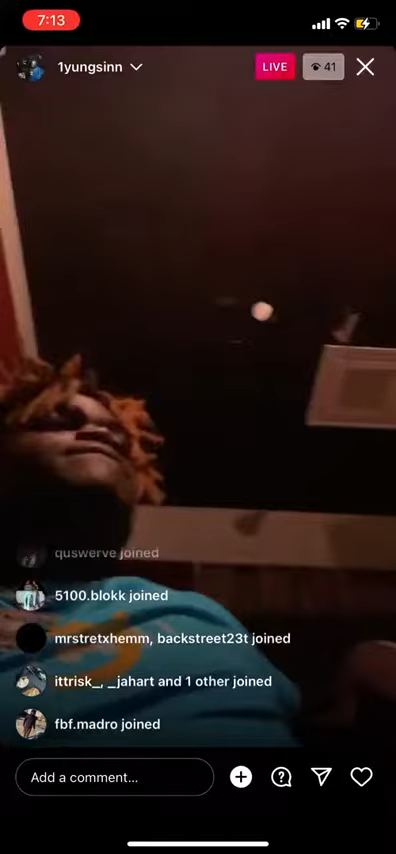 7:13
1yungsinn
LIVE
41
quswerve joined
5100.blokk joined
mrstretxhemm, backstreet23t joined
ittrisk_, _jahart and 1 other joined
fbf.madro joined
Add a comment...